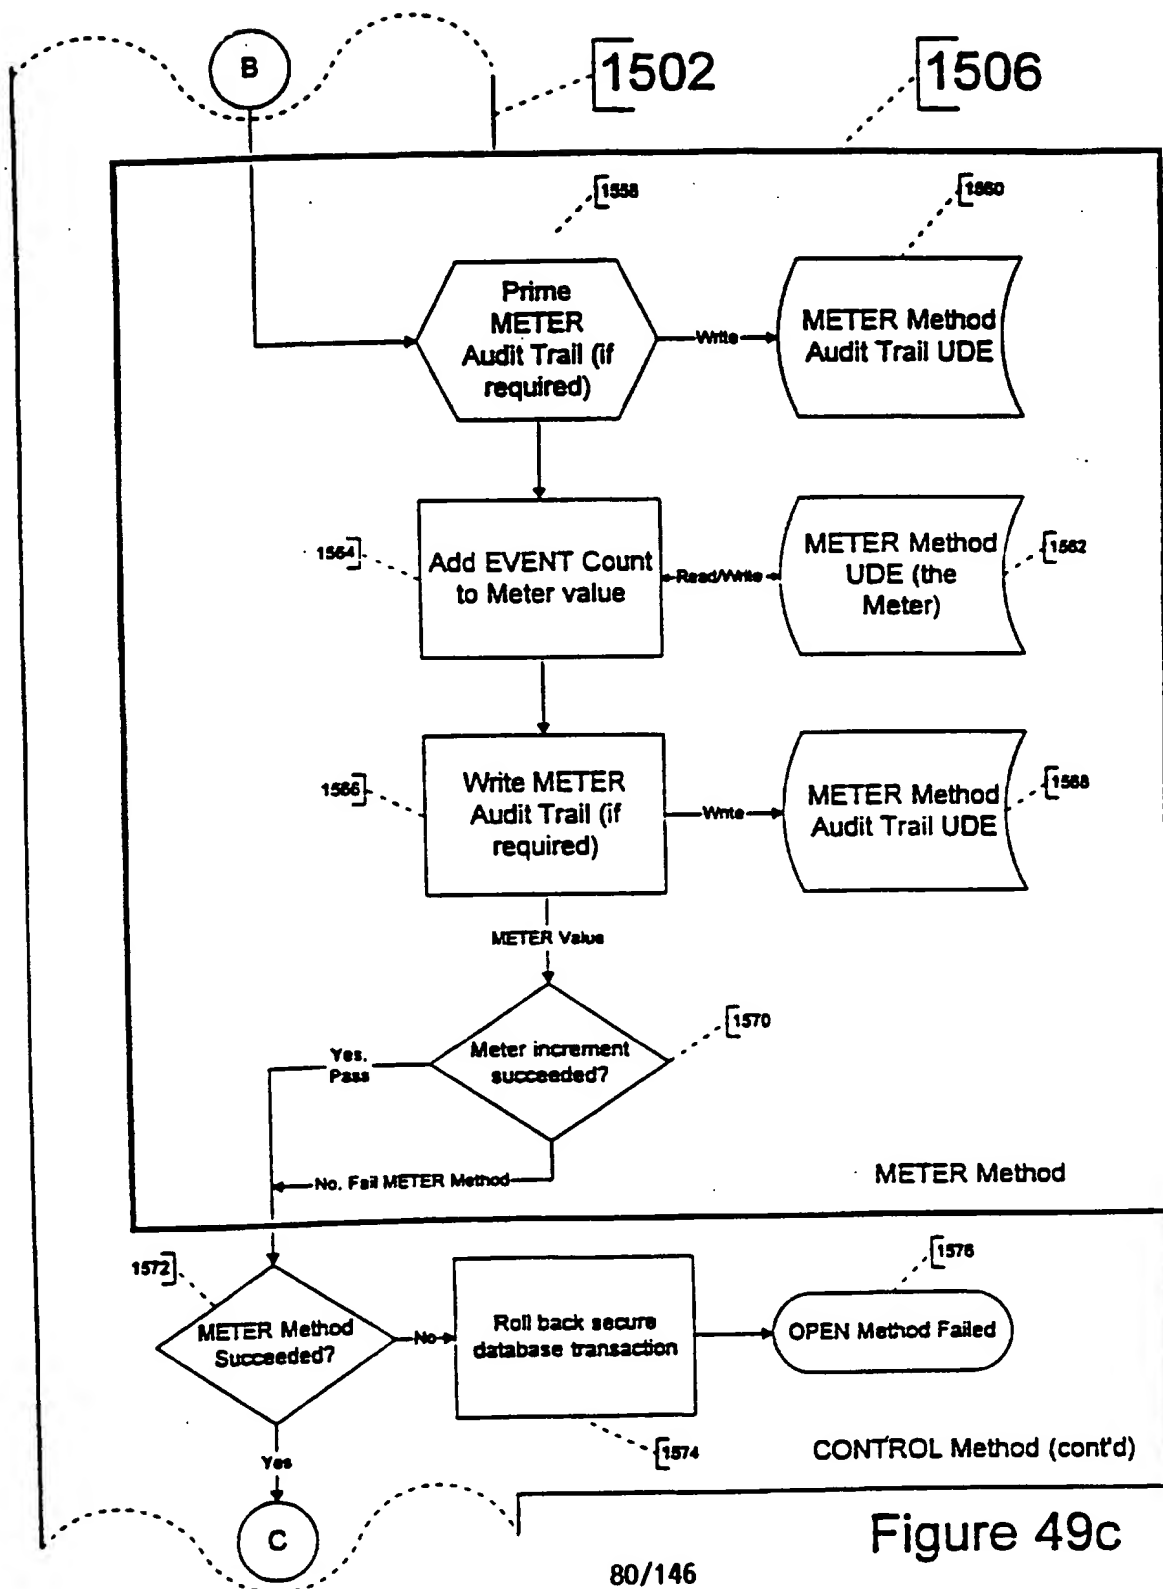 B
1502
1506
1558
1560
Prime
METER
Audit Trail (if
required)
Write
METER Method
Audit Trail UDE
1564
Add EVENT Count
to Meter value
Read/Write
METER Method
UDE (the
Meter)
1562
1566
Write METER
Audit Trail (if
required)
Write
METER Method
Audit Trail UDE
1568
METER Value
1570
Meter increment
succeeded?
Yes.
Pass
No. Fail METER Method
METER Method
1572
METER Method
Succeeded?
No
Roll back secure
database transaction
1576
OPEN Method Failed
1574
Yes
CONTROL Method (cont'd)
C
Figure 49c
80/146